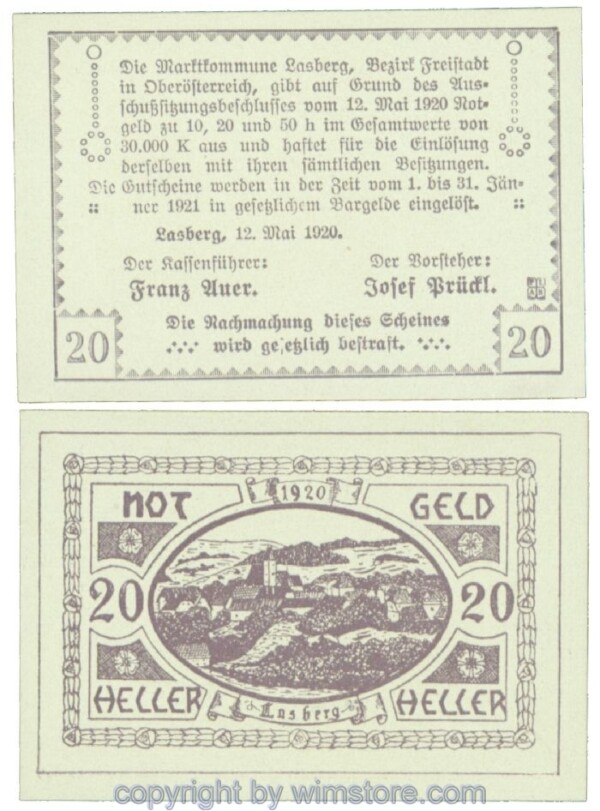 Die Marktkommune Lasberg, Bezirk Freistadt
in Oberösterreich, gibt auf Grund des Aus-
schußsitzungsbeschlusses vom 12. Mai 1920 Not-
geld zu 10, 20 und 50 h im Gesamtwerte von
30.000 K aus und haftet für die Einlösung
derselben mit ihren sämtlichen Besitzungen.
Die Gutscheine werden in der Zeit vom 1. bis 31. Jän-
ner 1921 in gesetzlichem Bargelde eingelöst.
Lasberg, 12. Mai 1920.
Der Kassenführer: Der Vorsteher:
Franz Auer. Josef Prückl.
Die Nachmachung dieses Scheines
20 wird gesetzlich bestraft. 20
1920
NOT GELD
20 20
HELLER Lasberg HELLER
copyright by wimstore.com